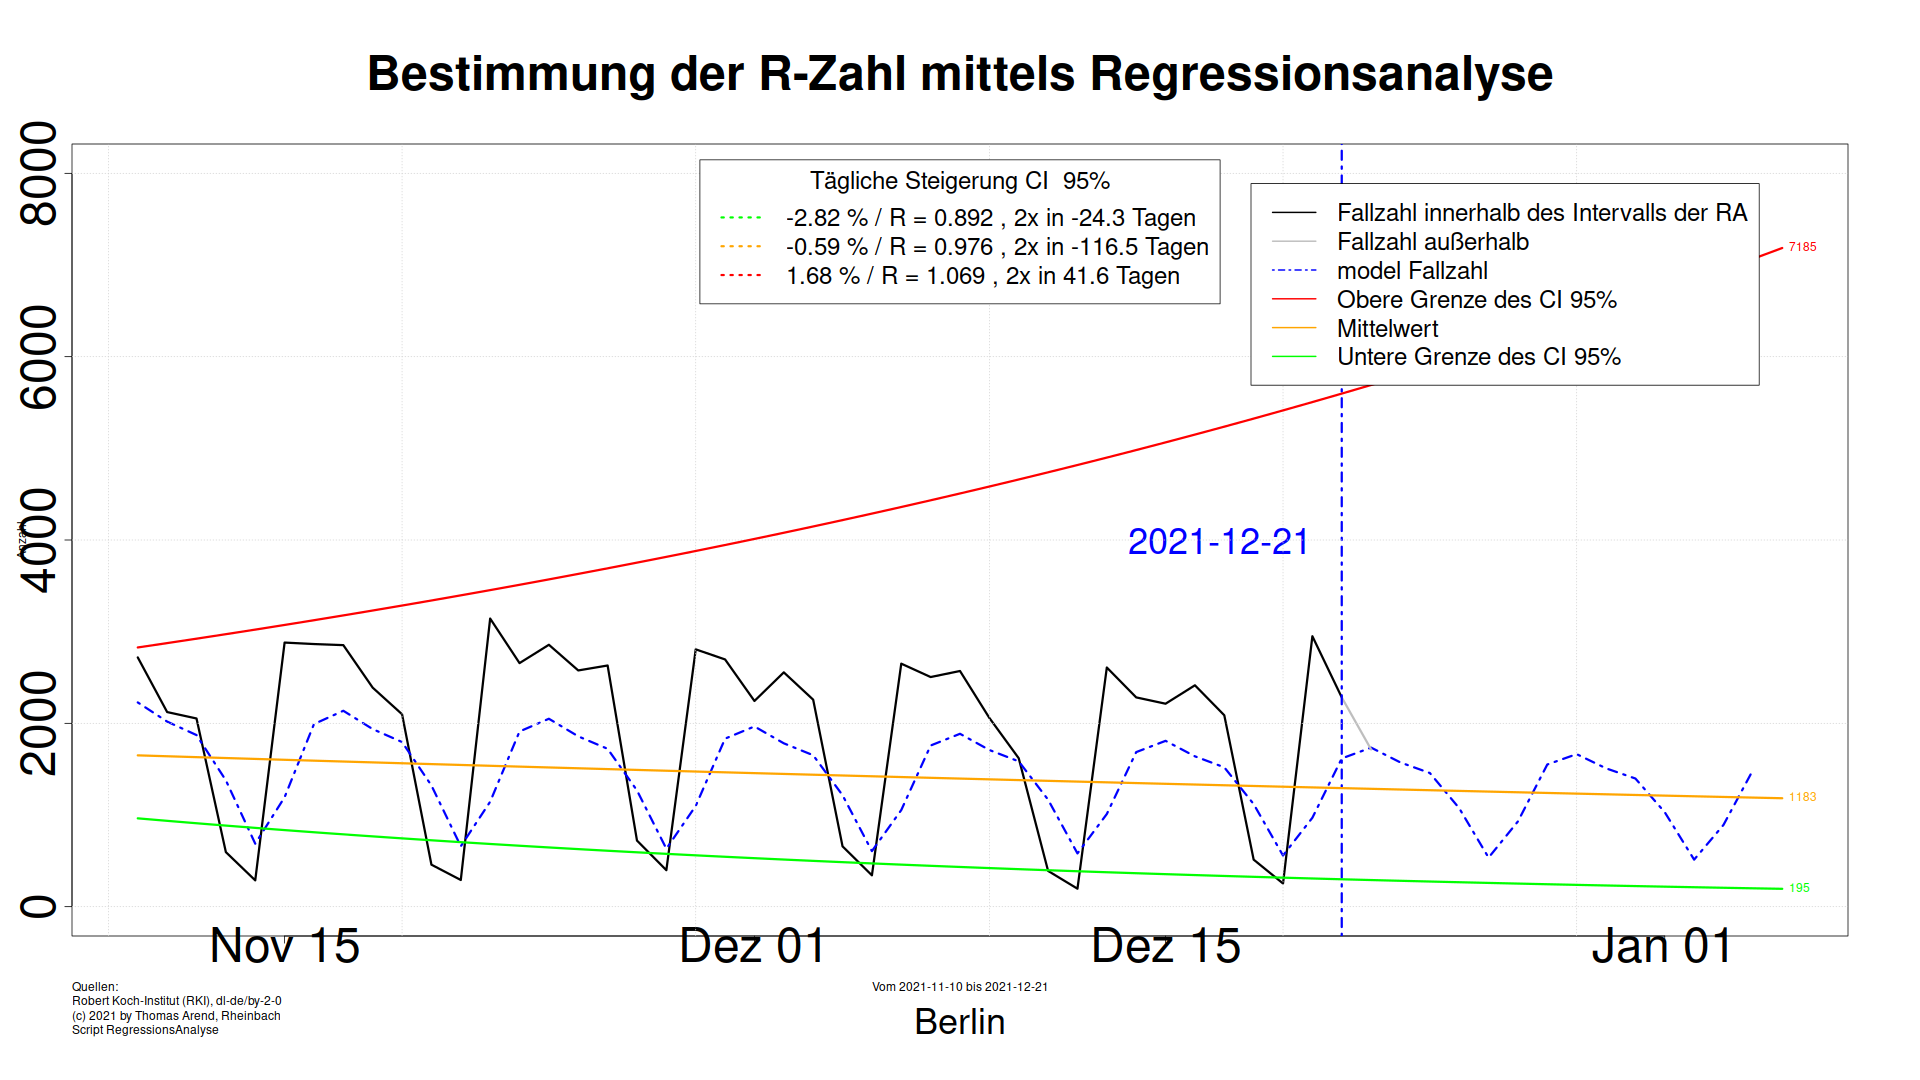 Bestimmung der R-Zahl mittels Regressionsanalyse
Tägliche Steigerung CI  95%
-2.82 % / R = 0.892 , 2x in -24.3 Tagen
-0.59 % / R = 0.976 , 2x in -116.5 Tagen
1.68 % / R = 1.069 , 2x in 41.6 Tagen
Fallzahl innerhalb des Intervalls der RA
Fallzahl außerhalb
model Fallzahl
Obere Grenze des CI 95%
Mittelwert
Untere Grenze des CI 95%
7185
1183
195
2021-12-21
8000
6000
4000
2000
0
Anzahl
Nov 15
Dez 01
Dez 15
Jan 01
Quellen:
Robert Koch-Institut (RKI), dl-de/by-2-0
(c) 2021 by Thomas Arend, Rheinbach
Script RegressionsAnalyse
Vom 2021-11-10 bis 2021-12-21
Berlin